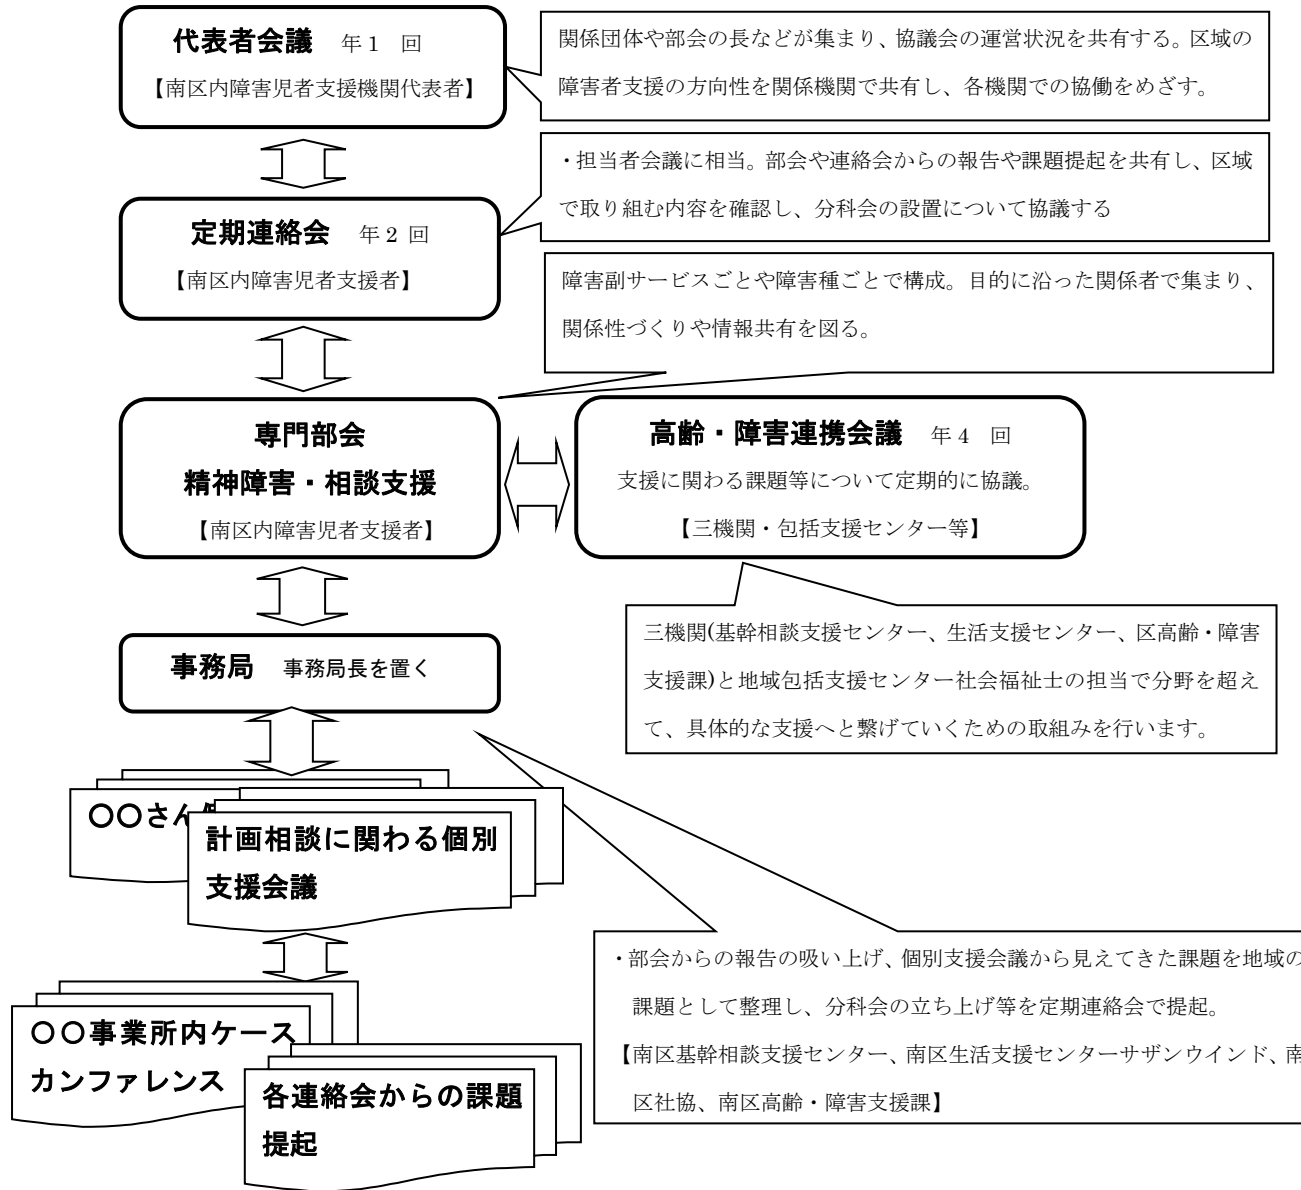 代表者会議 年1 回
【南区内障害児者支援機関代表者】
関係団体や部会の長などが集まり、協議会の運営状況を共有する。区域の
障害者支援の方向性を関係機関で共有し、各機関での協働をめざす。
定期連絡会 年2 回
【南区内障害児者支援者】
・担当者会議に相当。部会や連絡会からの報告や課題提起を共有し、区域
で取り組む内容を確認し、分科会の設置について協議する
障害副サービスごとや障害種ごとで構成。目的に沿った関係者で集まり、
関係性づくりや情報共有を図る。
専門部会
精神障害・相談支援
【南区内障害児者支援者】
高齢・障害連携会議 年4 回
支援に関わる課題等について定期的に協議。
【三機関・包括支援センター等】
三機関(基幹相談支援センター、生活支援センター、区高齢・障害
支援課)と地域包括支援センター社会福祉士の担当で分野を超え
て、具体的な支援へと繋げていくための取組みを行います。
事務局 事務局長を置く
〇〇さん
計画相談に関わる個別
支援会議
・部会からの報告の吸い上げ、個別支援会議から見えてきた課題を地域の
課題として整理し、分科会の立ち上げ等を定期連絡会で提起。
【南区基幹相談支援センター、南区生活支援センターサザンウインド、南
区社協、南区高齢・障害支援課】
〇〇事業所内ケース
カンファレンス
各連絡会からの課題
提起